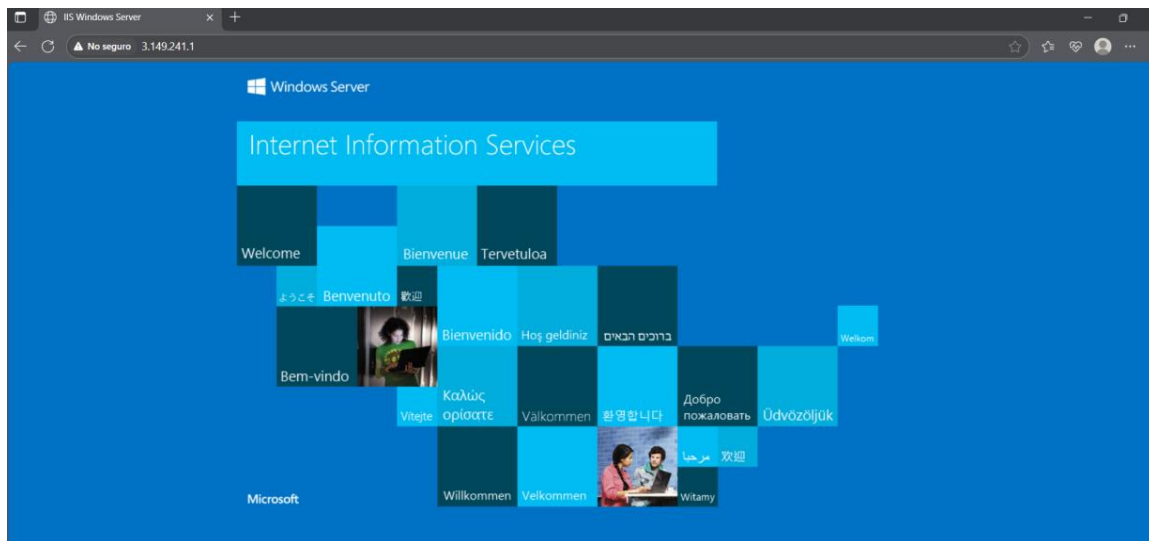 IIS Windows Server
No seguro 3.149.241.1
Windows Server
Internet Information Services
Welcome
Bienvenue
Tervetuloa
ようこそ
Benvenuto
歡迎
Bienvenido
Hoş geldiniz
ברוכים הבאים
Welkom
Bem-vindo
Vítejte
Καλώς
ορίσατε
Välkommen
환영합니다
Добро
пожаловать
Üdvözöljük
مرحبا
欢迎
Microsoft
Willkommen
Velkommen
Witamy